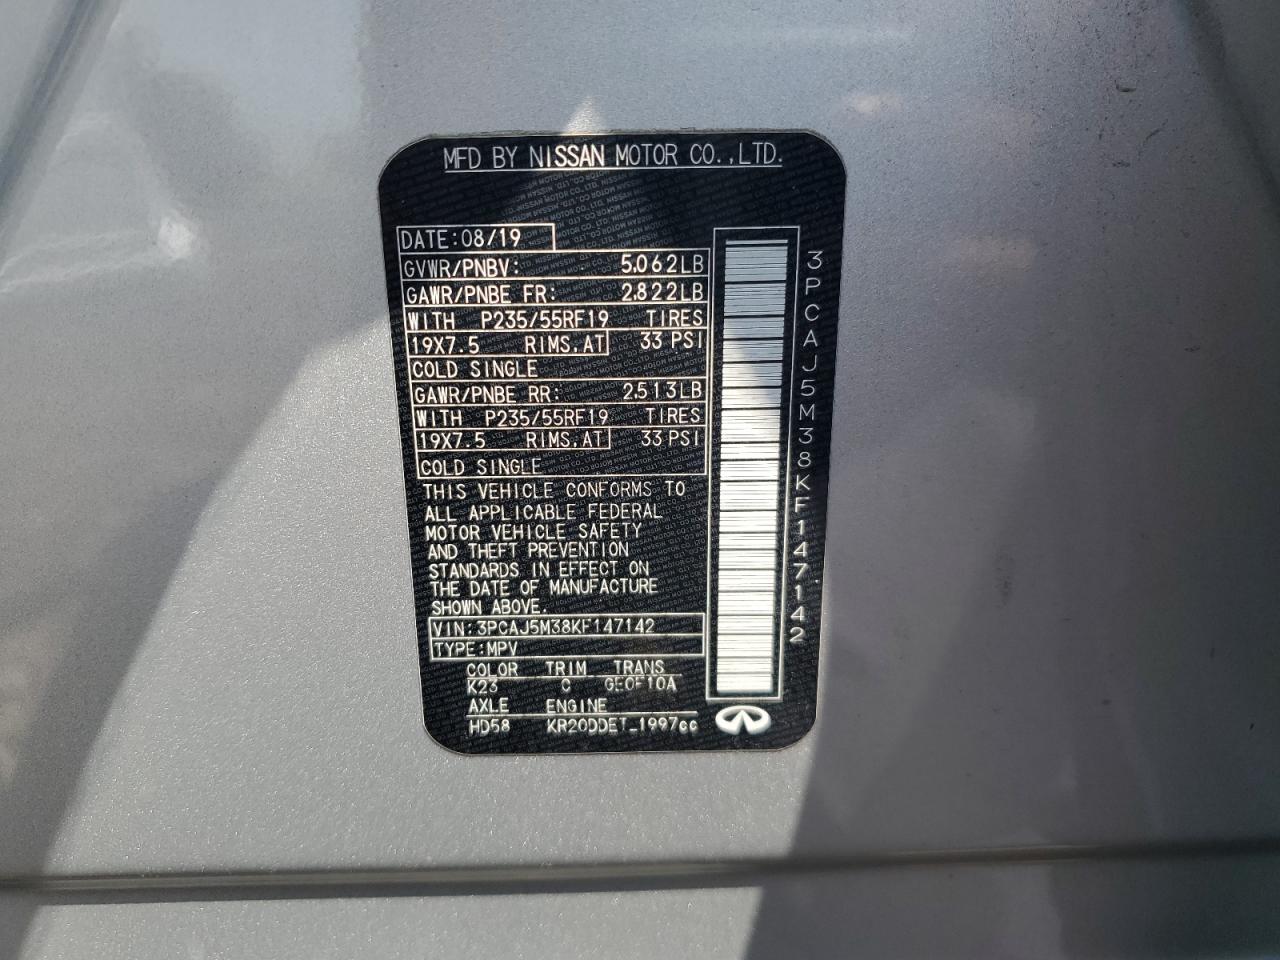 MFD BY NISSAN MOTOR CO.,LTD.
DATE:08/19
GVWR/PNBV: 5.062LB
GAWR/PNBE FR: 2.822LB
WITH P235/55RF19 TIRES
19X7.5 RIMS,AT 33 PSI
COLD SINGLE
GAWR/PNBE RR: 2.513LB
WITH P235/55RF19 TIRES
19X7.5 RIMS,AT 33 PSI
COLD SINGLE
THIS VEHICLE CONFORMS TO
ALL APPLICABLE FEDERAL
MOTOR VEHICLE SAFETY
AND THEFT PREVENTION
STANDARDS IN EFFECT ON
THE DATE OF MANUFACTURE
SHOWN ABOVE.
VIN:3PCAJ5M38KF147142
TYPE:MPV
COLOR TRIM TRANS
K23 C GE0F10A
AXLE ENGINE
HD58 KR20DDET_1997cc
3PCAJ5M38KF147142